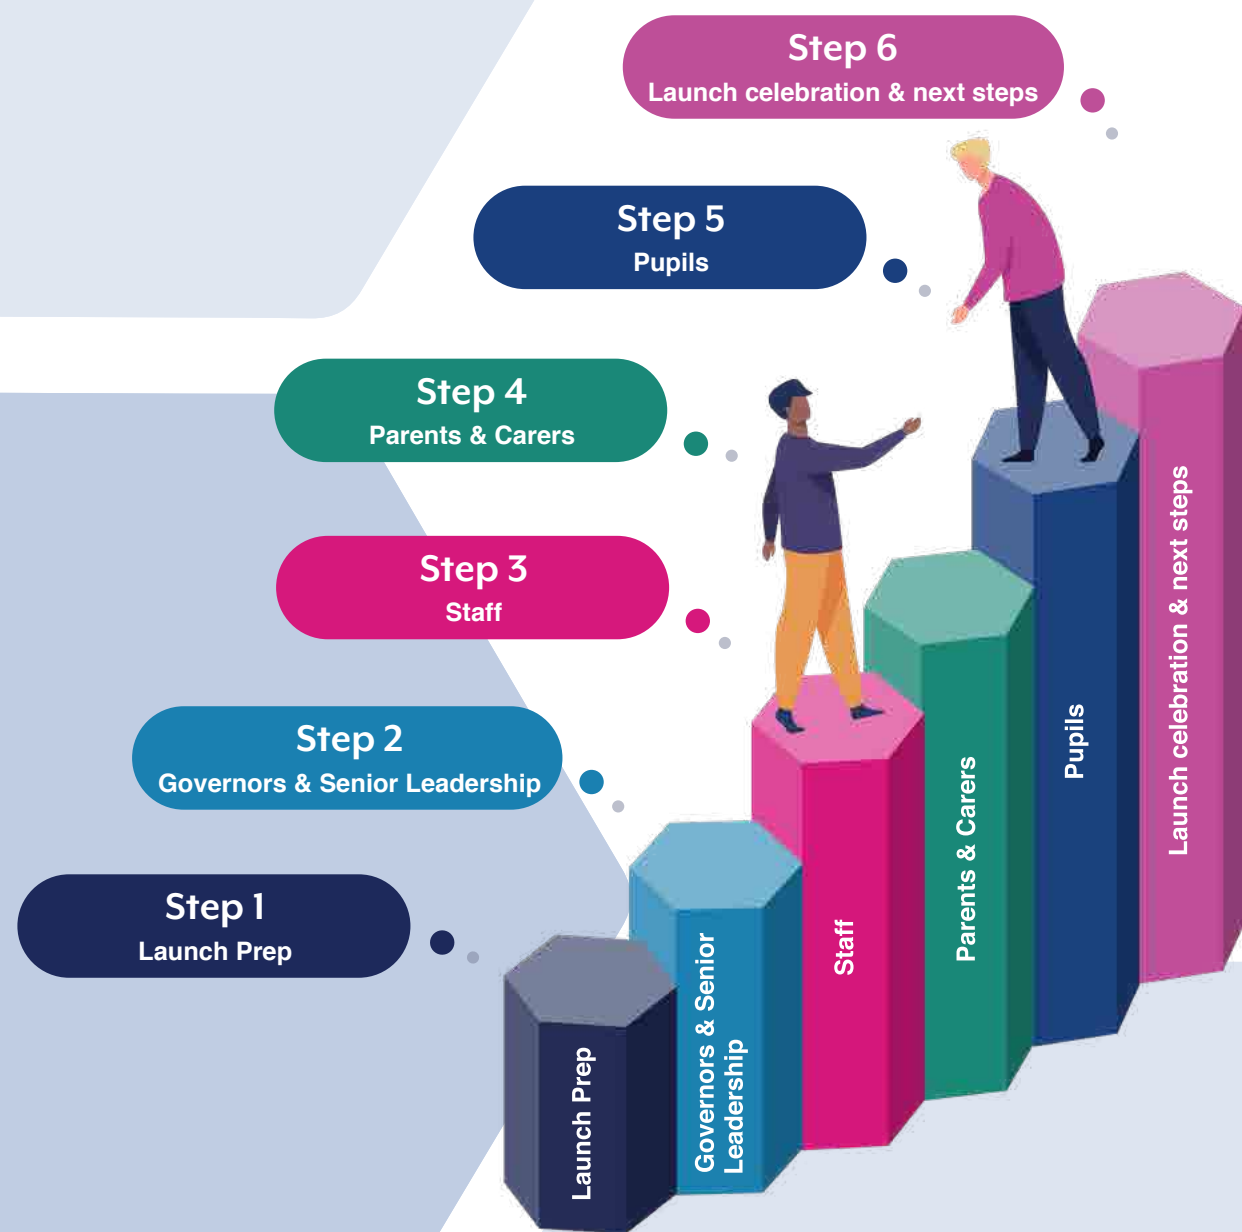 Step 6
Launch celebration & next steps
Step 5
Pupils
Step 4
Parents & Carers
Step 3
Staff
Step 2
Governors & Senior Leadership
Step 1
Launch Prep
Launch Prep
Governors & Senior
Leadership
Staff
Parents & Carers
Pupils
Launch celebration & next steps